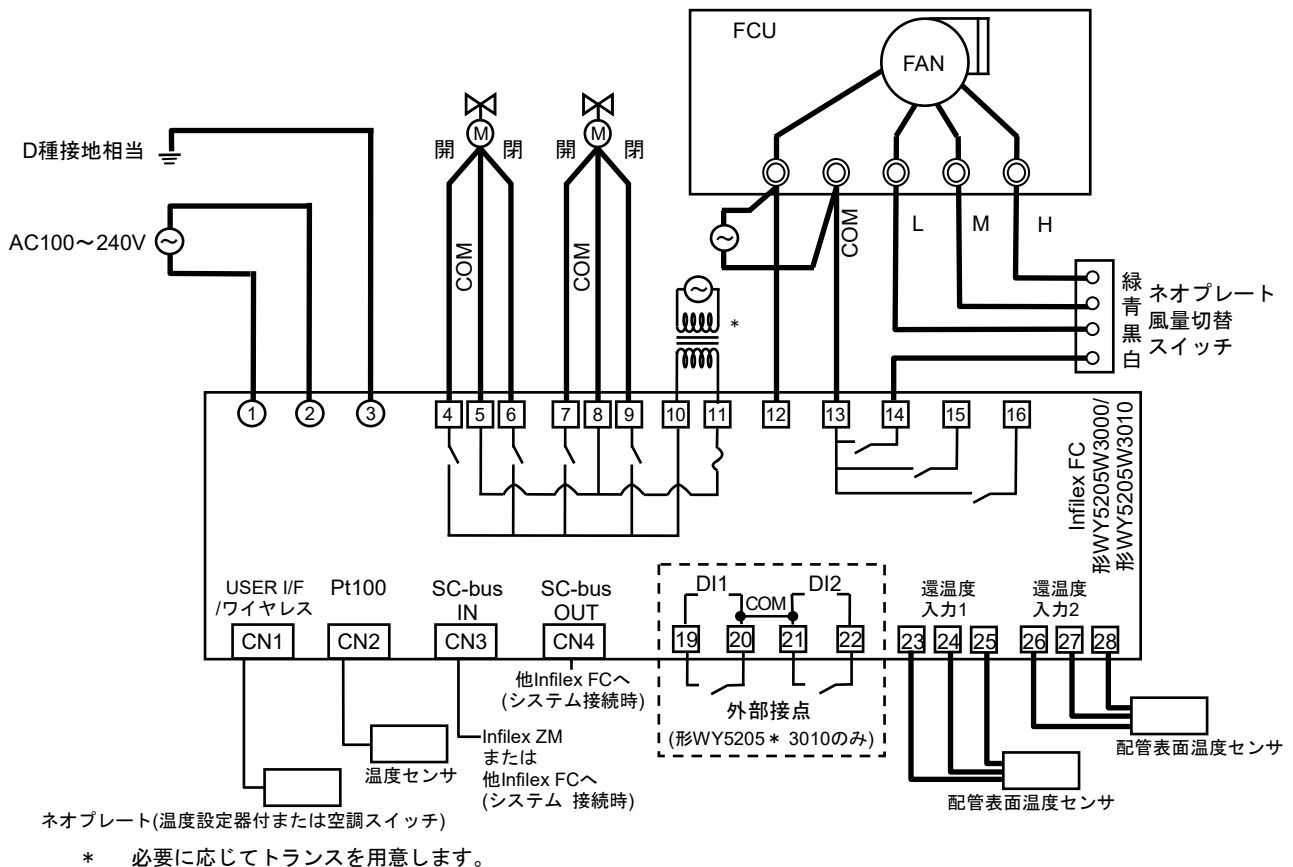 FCU
FAN
M
M
D種接地相当
開
閉
開
閉
AC100～240V
COM
COM
COM
L
M
H
緑
青
黒
白
ネオプレート
風量切替
スイッチ
*
1
2
3
4
5
6
7
8
9
10
11
12
13
14
15
16
Infilex FC
形WY5205W3000/
形WY5205W3010
USER I/F
/ワイヤレス
Pt100
SC-bus
IN
SC-bus
OUT
DI1
COM
DI2
還温度
入力1
還温度
入力2
CN1
CN2
CN3
CN4
19
20
21
22
23
24
25
26
27
28
他Infilex FCへ
(システム接続時)
外部接点
(形WY5205＊ 3010のみ)
Infilex ZM
または
他Infilex FCへ
(システム 接続時)
温度センサ
配管表面温度センサ
配管表面温度センサ
ネオプレート(温度設定器付または空調スイッチ)
* 必要に応じてトランスを用意します。